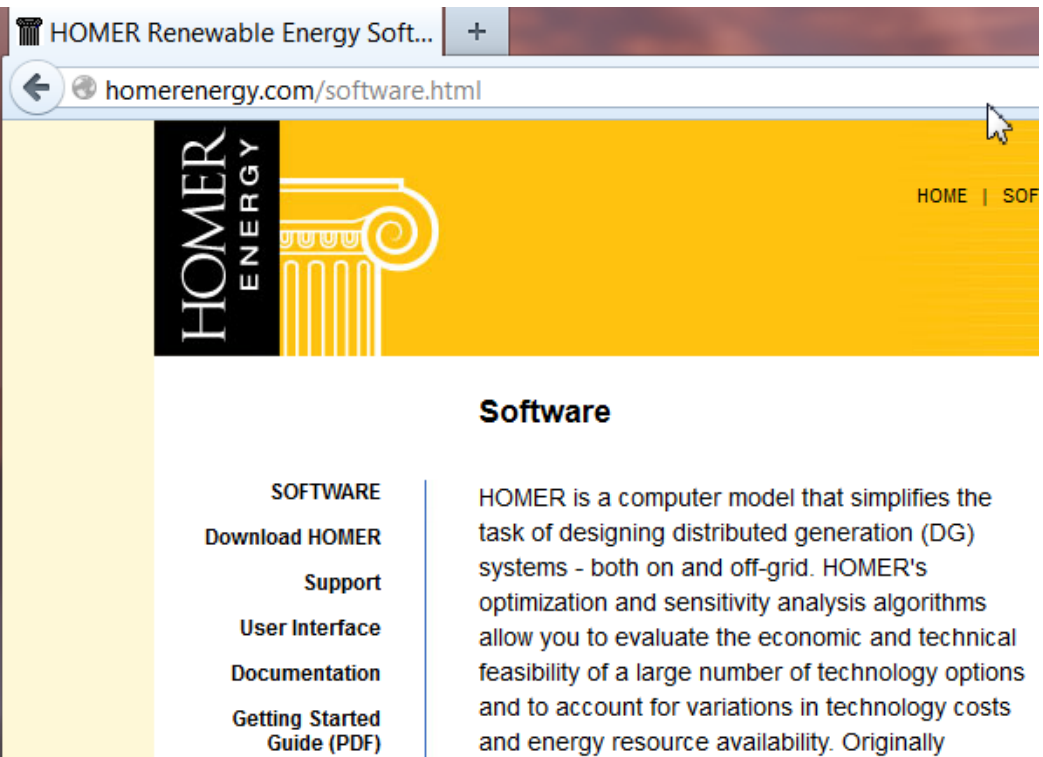 HOMER Renewable Energy Soft...
+
homerenergy.com/software.html
HOMER
ENERGY
HOME | SOF
Software
SOFTWARE
Download HOMER
Support
User Interface
Documentation
Getting Started
Guide (PDF)
HOMER is a computer model that simplifies the
task of designing distributed generation (DG)
systems - both on and off-grid. HOMER's
optimization and sensitivity analysis algorithms
allow you to evaluate the economic and technical
feasibility of a large number of technology options
and to account for variations in technology costs
and energy resource availability. Originally